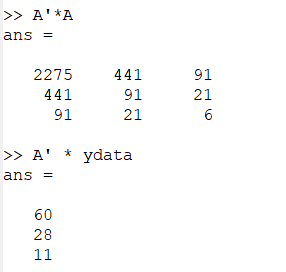 >> A'*A
ans =
2275 441 91
441 91 21
91 21 6
>> A' * ydata
ans =
60
28
11